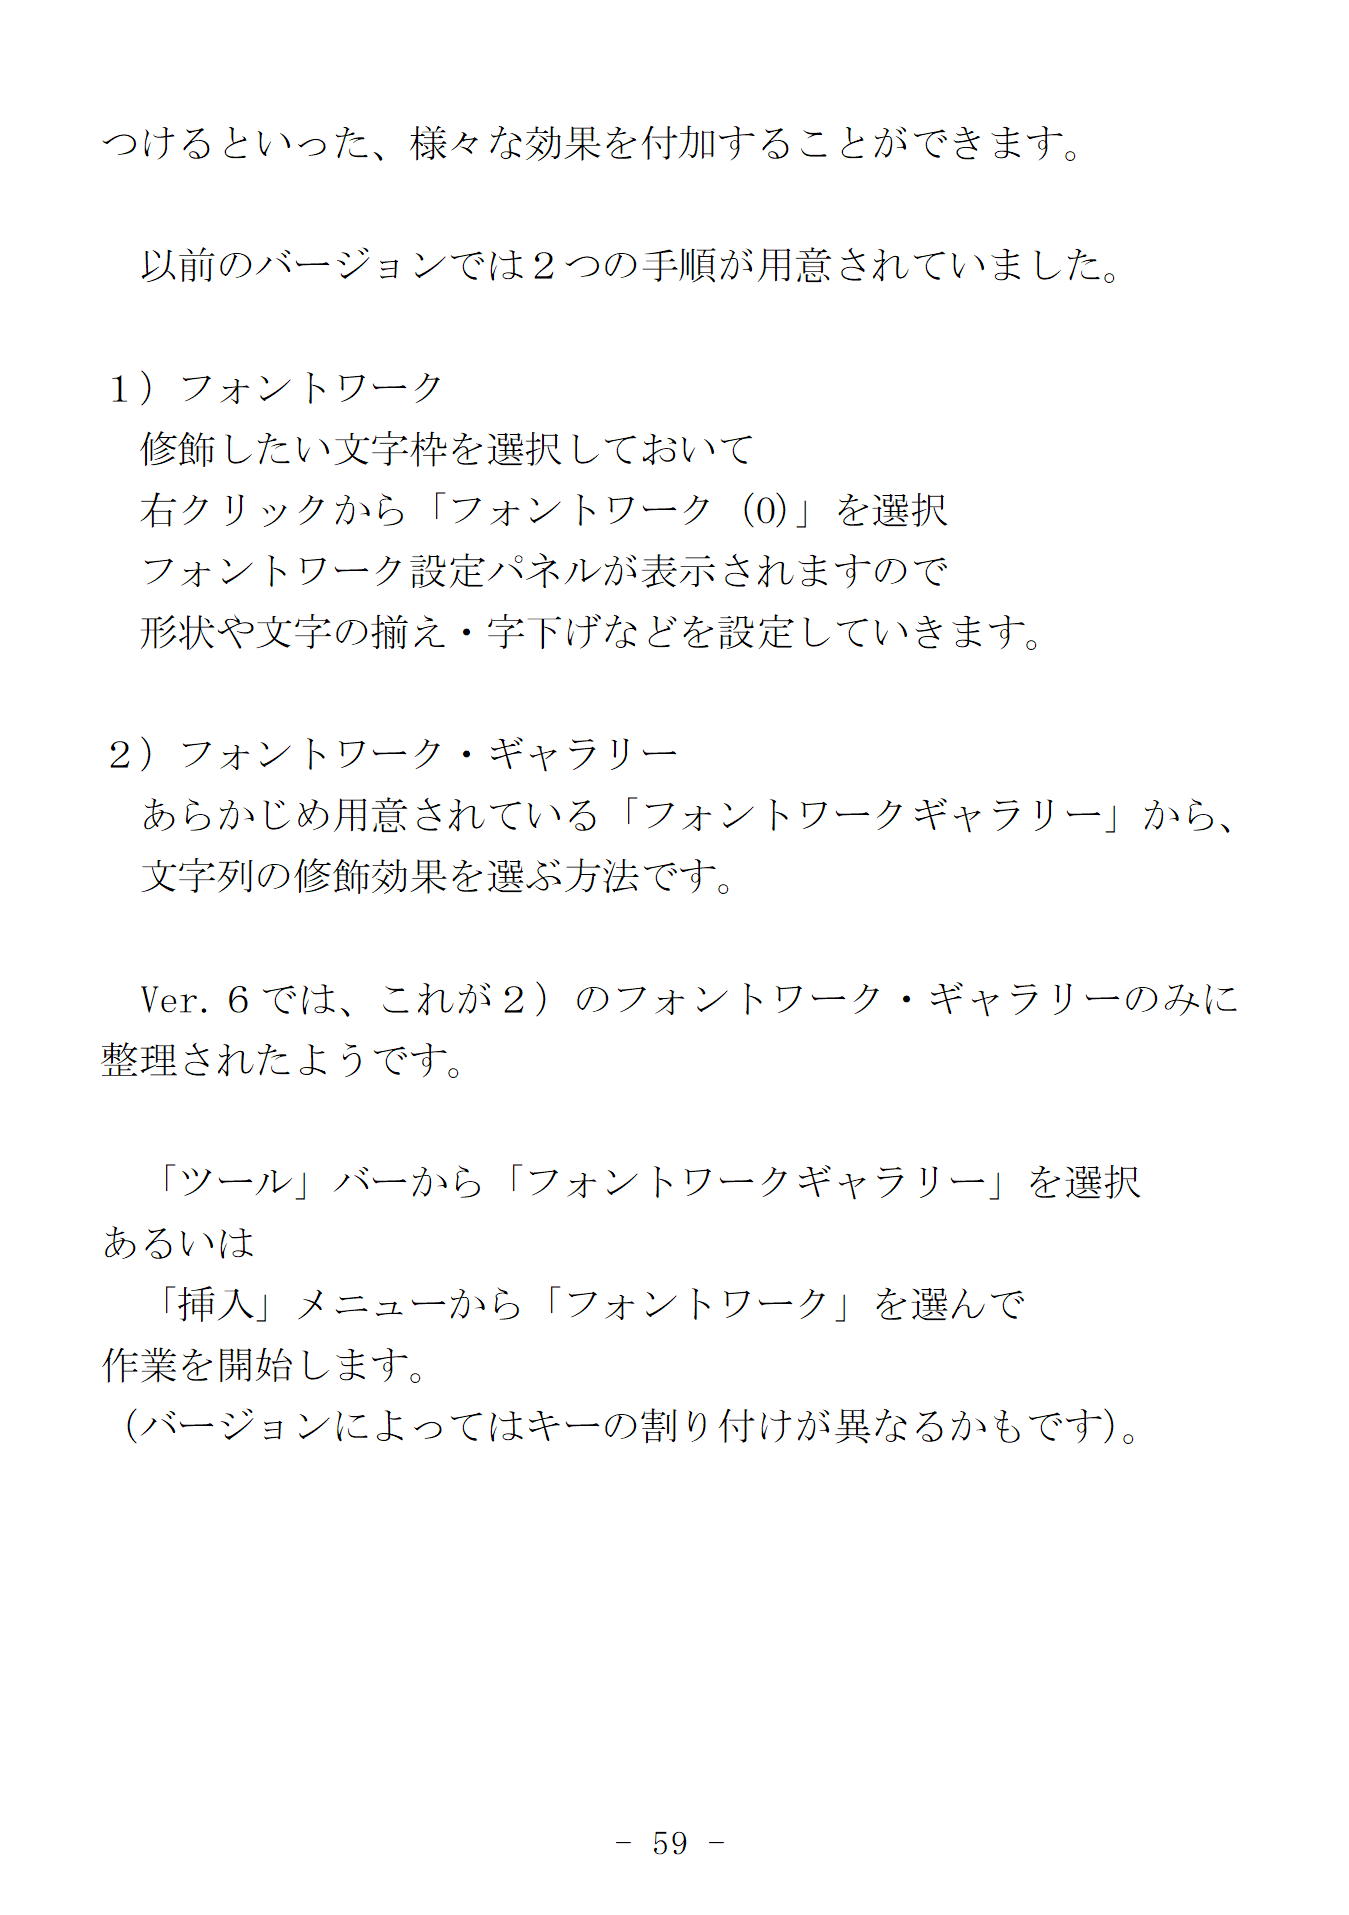 つけるといった、様々な効果を付加することができます。
　以前のバージョンでは２つの手順が用意されていました。
１）フォントワーク
　修飾したい文字枠を選択しておいて
　右クリックから「フォントワーク (O)」を選択
　フォントワーク設定パネルが表示されますので
　形状や文字の揃え・字下げなどを設定していきます。
２）フォントワーク・ギャラリー
　あらかじめ用意されている「フォントワークギャラリー」から、
　文字列の修飾効果を選ぶ方法です。
　Ver.６では、これが２）のフォントワーク・ギャラリーのみに
整理されたようです。
　「ツール」バーから「フォントワークギャラリー」を選択
あるいは
　「挿入」メニューから「フォントワーク」を選んで
作業を開始します。
（バージョンによってはキーの割り付けが異なるかもです）。
- 59 -